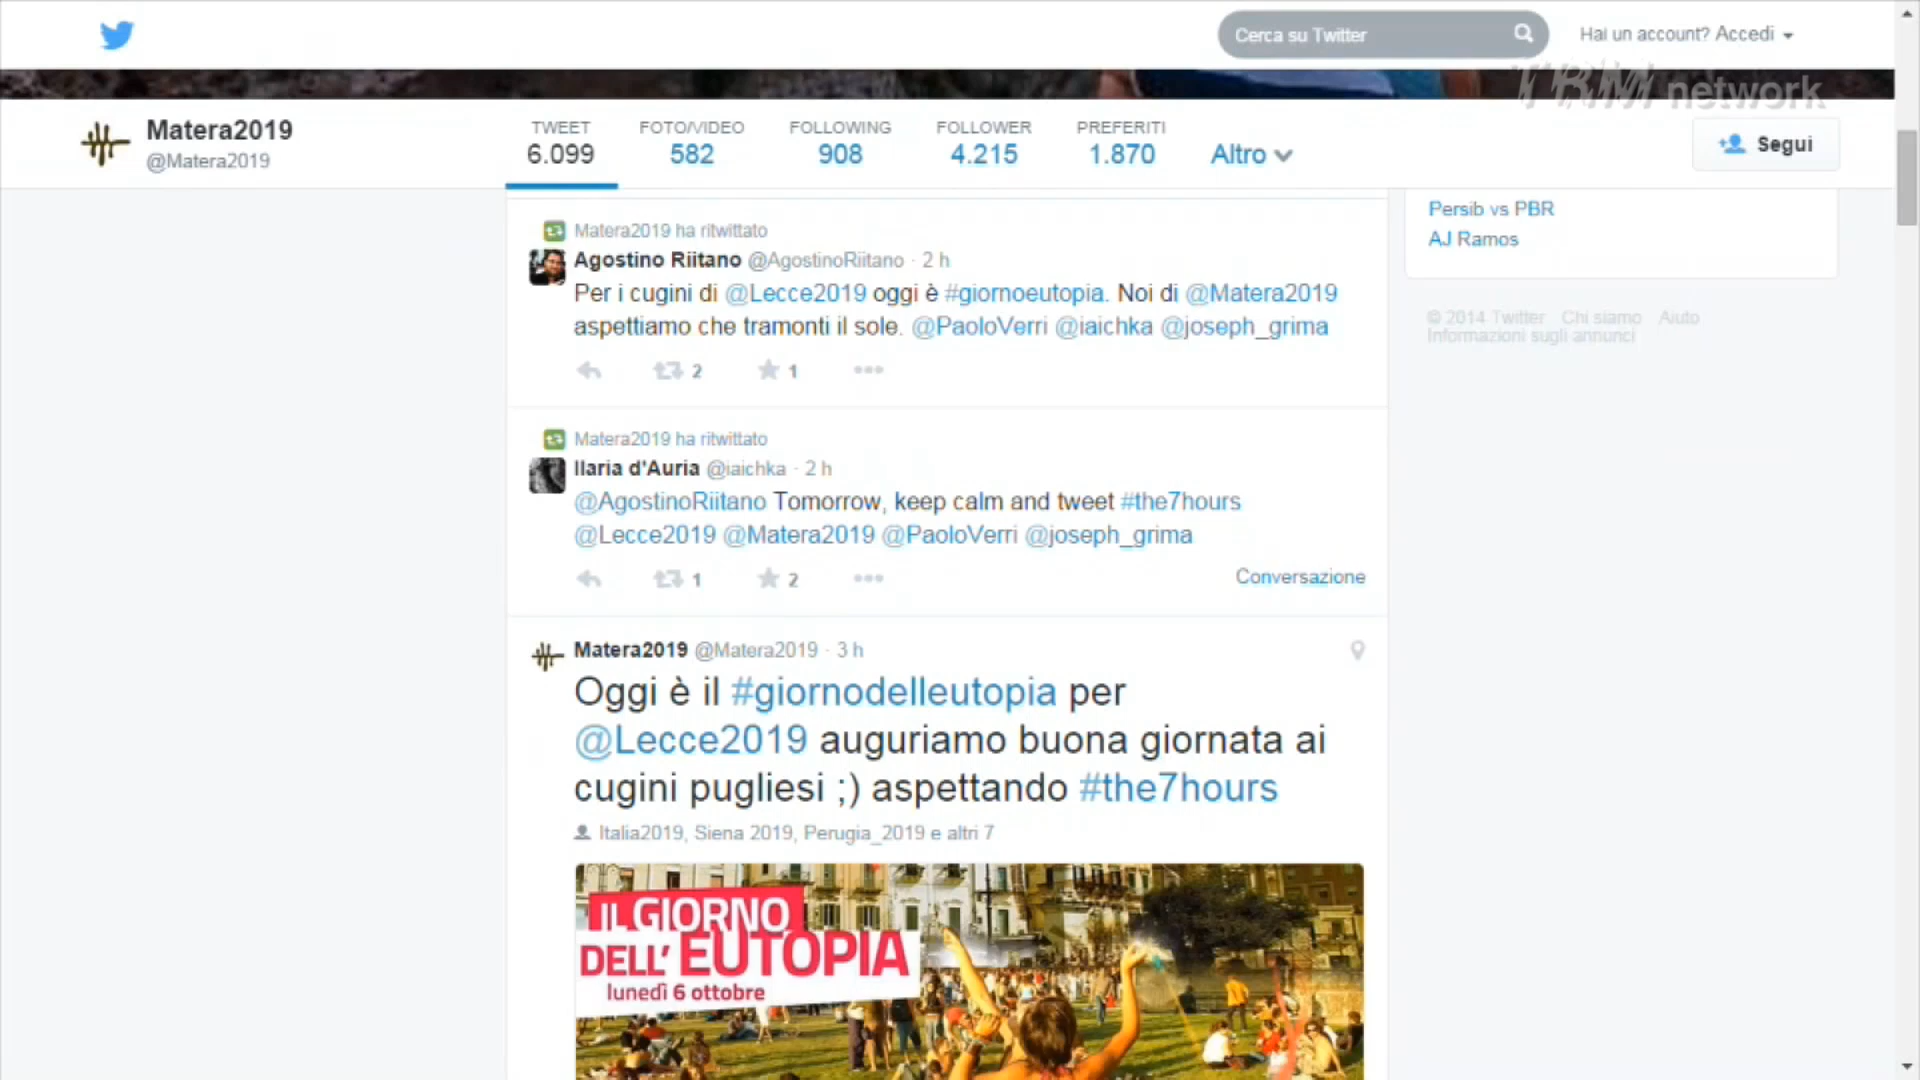 Cerca su Twitter
Hai un account? Accedi
TRM network
Matera2019
@Matera2019
TWEET
6.099
FOTO/VIDEO
582
FOLLOWING
908
FOLLOWER
4.215
PREFERITI
1.870
Altro
Segui
Persib vs PBR
AJ Ramos
© 2014 Twitter Chi siamo Aiuto
Informazioni sugli annunci
Matera2019 ha ritwittato
Agostino Riitano @AgostinoRiitano · 2 h
Per i cugini di @Lecce2019 oggi è #giornoeutopia. Noi di @Matera2019
aspettiamo che tramonti il sole. @PaoloVerri @iaichka @joseph_grima
2 1
Matera2019 ha ritwittato
Ilaria d'Auria @iaichka · 2 h
@AgostinoRiitano Tomorrow, keep calm and tweet #the7hours
@Lecce2019 @Matera2019 @PaoloVerri @joseph_grima
1 2
Conversazione
Matera2019 @Matera2019 · 3 h
Oggi è il #giornodelleutopia per
@Lecce2019 auguriamo buona giornata ai
cugini pugliesi ;) aspettando #the7hours
Italia2019, Siena 2019, Perugia_2019 e altri 7
IL GIORNO
DELL' EUTOPIA
lunedì 6 ottobre